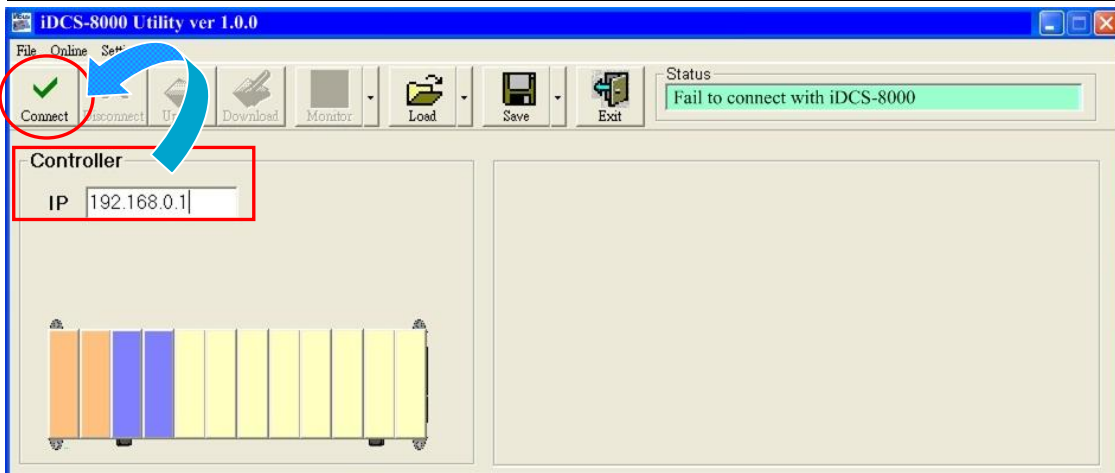 iDCS-8000 Utility ver 1.0.0
File Online
Connect Download Monitor Load Save Exit
Status
Fail to connect with iDCS-8000
Controller
IP 192.168.0.1